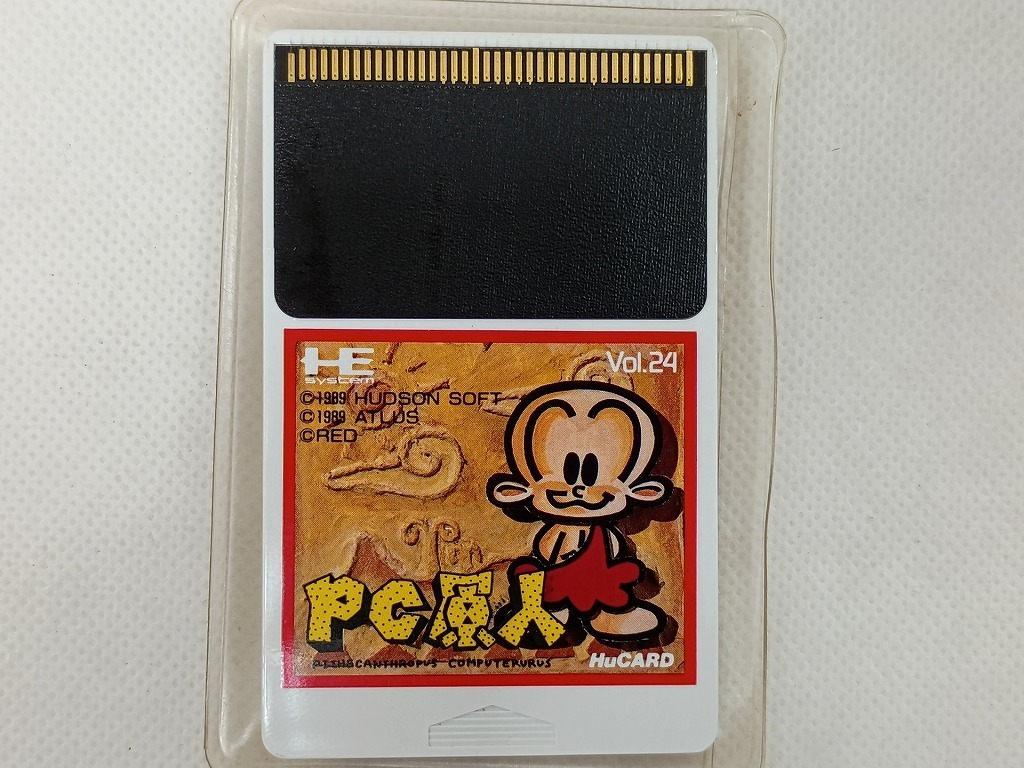 HE
system
Vol.24
©1989 HUDSON SOFT
©1989 ATLUS
©RED
PC原人
PITHECANTHROPUS COMPUTERURUS
HuCARD